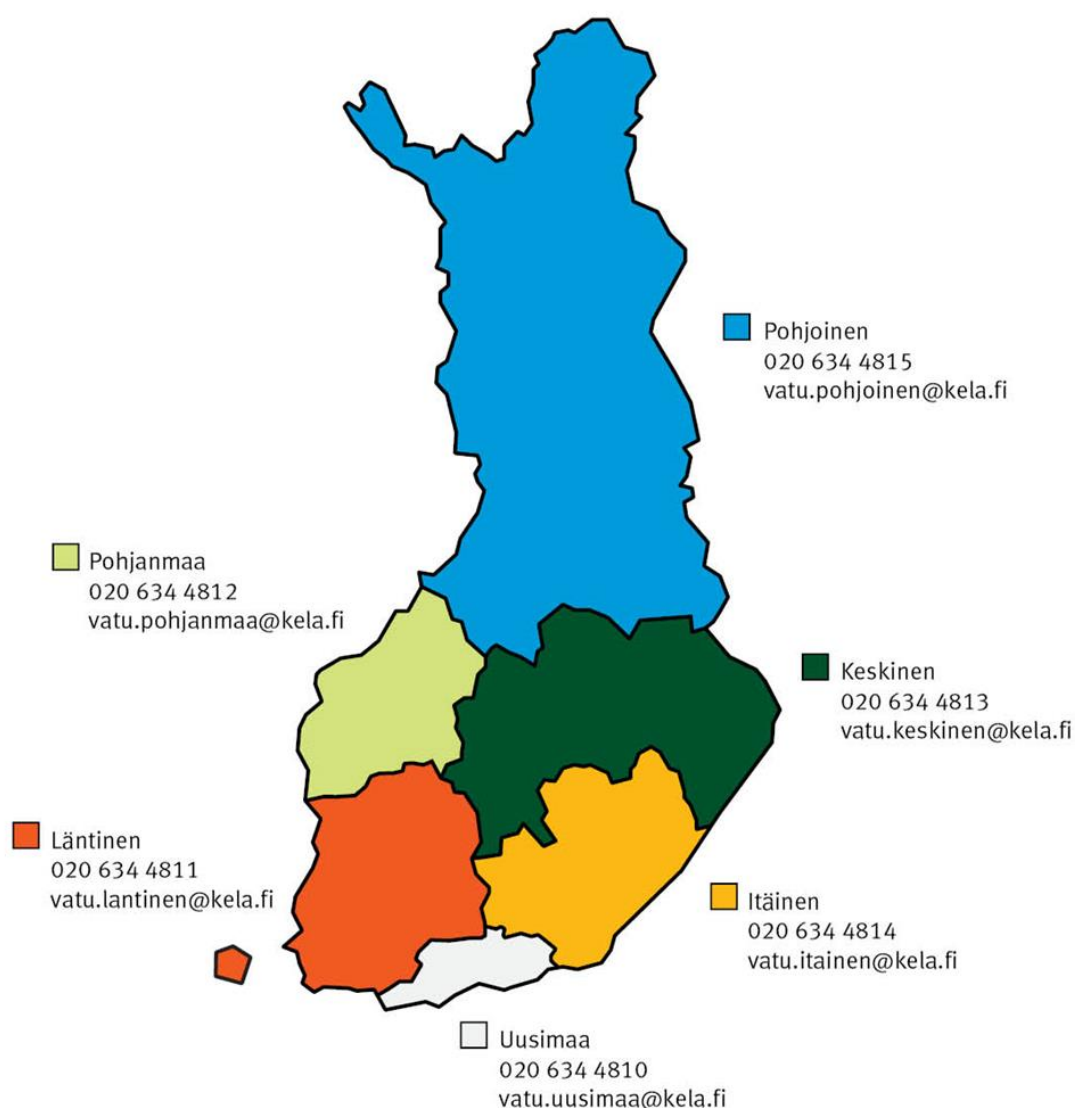 Pohjoinen
020 634 4815
vatu.pohjoinen@kela.fi
Pohjanmaa
020 634 4812
vatu.pohjanmaa@kela.fi
Keskinen
020 634 4813
vatu.keskinen@kela.fi
Läntinen
020 634 4811
vatu.lantinen@kela.fi
Itäinen
020 634 4814
vatu.itainen@kela.fi
Uusimaa
020 634 4810
vatu.uusimaa@kela.fi